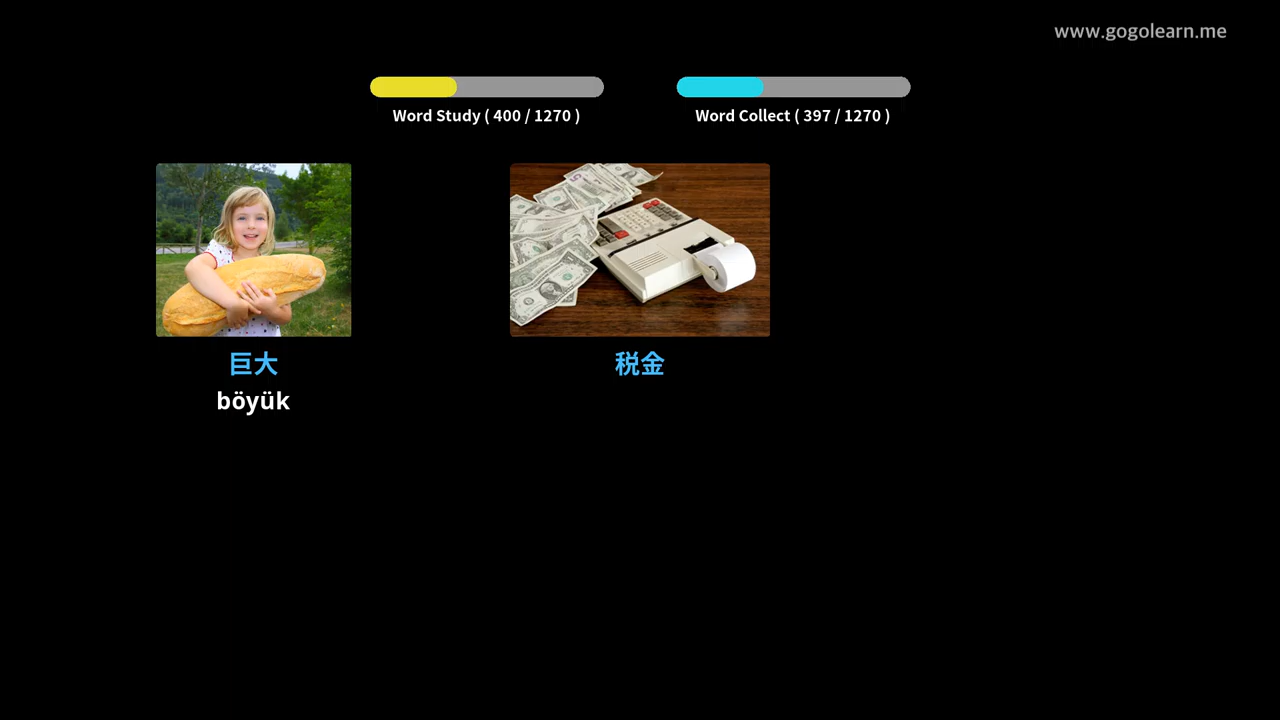 www.gogolearn.me
Word Study ( 400 / 1270 )
Word Collect ( 397 / 1270 )
巨大
böyük
税金